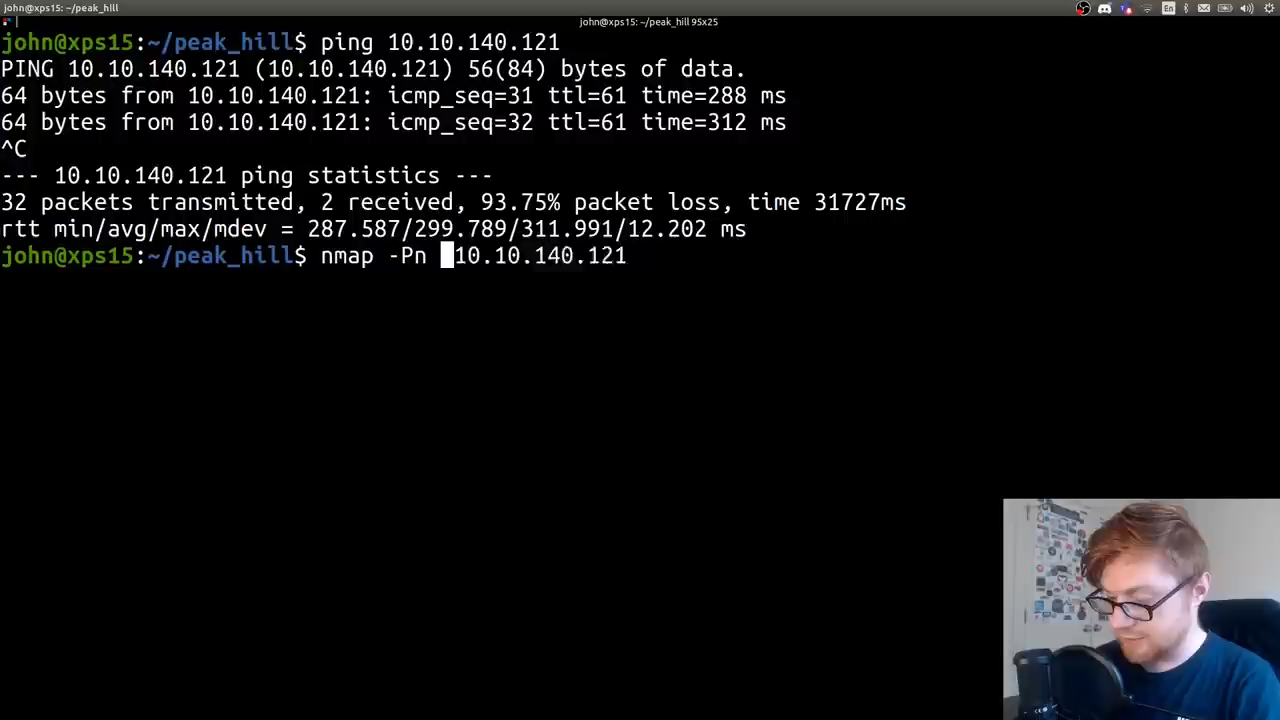 john@xps15: ~/peak_hill
En
john@xps15: ~/peak_hill 95x25
john@xps15:~/peak_hill$ ping 10.10.140.121
PING 10.10.140.121 (10.10.140.121) 56(84) bytes of data.
64 bytes from 10.10.140.121: icmp_seq=31 ttl=61 time=288 ms
64 bytes from 10.10.140.121: icmp_seq=32 ttl=61 time=312 ms
^C
--- 10.10.140.121 ping statistics ---
32 packets transmitted, 2 received, 93.75% packet loss, time 31727ms
rtt min/avg/max/mdev = 287.587/299.789/311.991/12.202 ms
john@xps15:~/peak_hill$ nmap -Pn 10.10.140.121